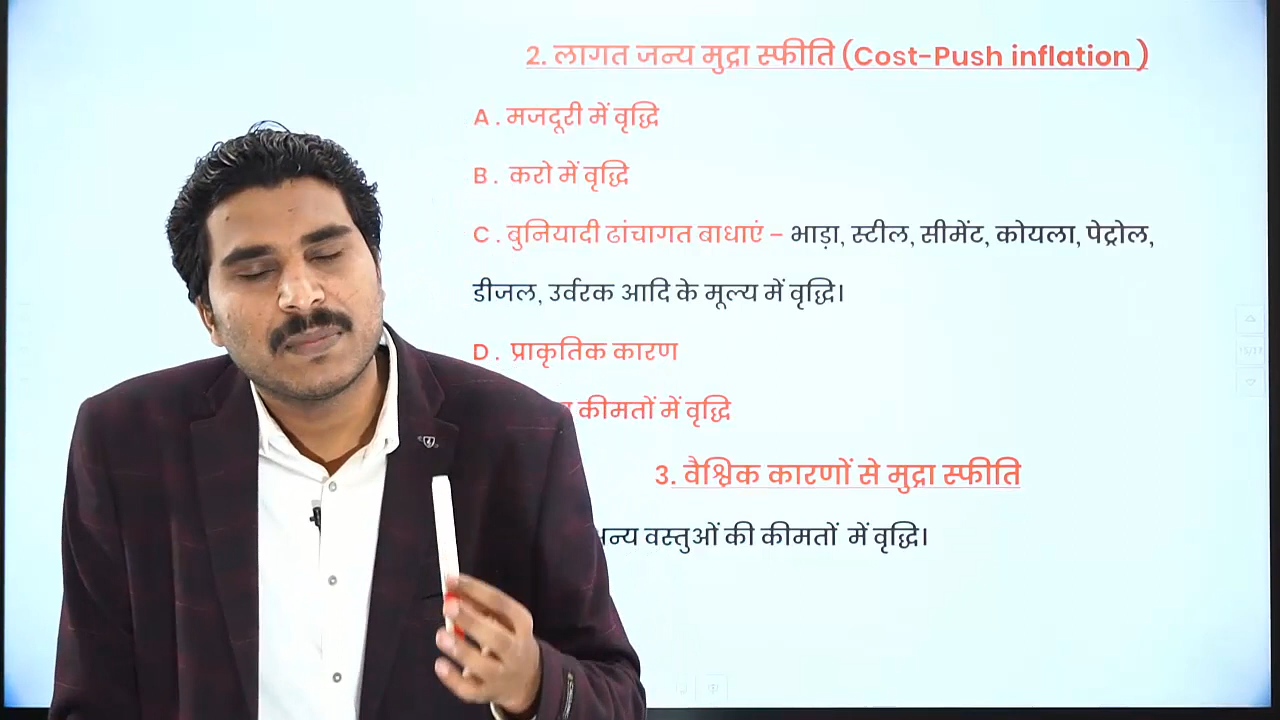 2. लागत जन्य मुद्रा स्फीति (Cost-Push inflation )
A . मजदूरी में वृद्धि
B . करो में वृद्धि
C . बुनियादी ढांचागत बाधाएं – भाड़ा, स्टील, सीमेंट, कोयला, पेट्रोल,
डीजल, उर्वरक आदि के मूल्य में वृद्धि।
D . प्राकृतिक कारण
कीमतों में वृद्धि
3. वैश्विक कारणों से मुद्रा स्फीति
वस्तुओं की कीमतों में वृद्धि।